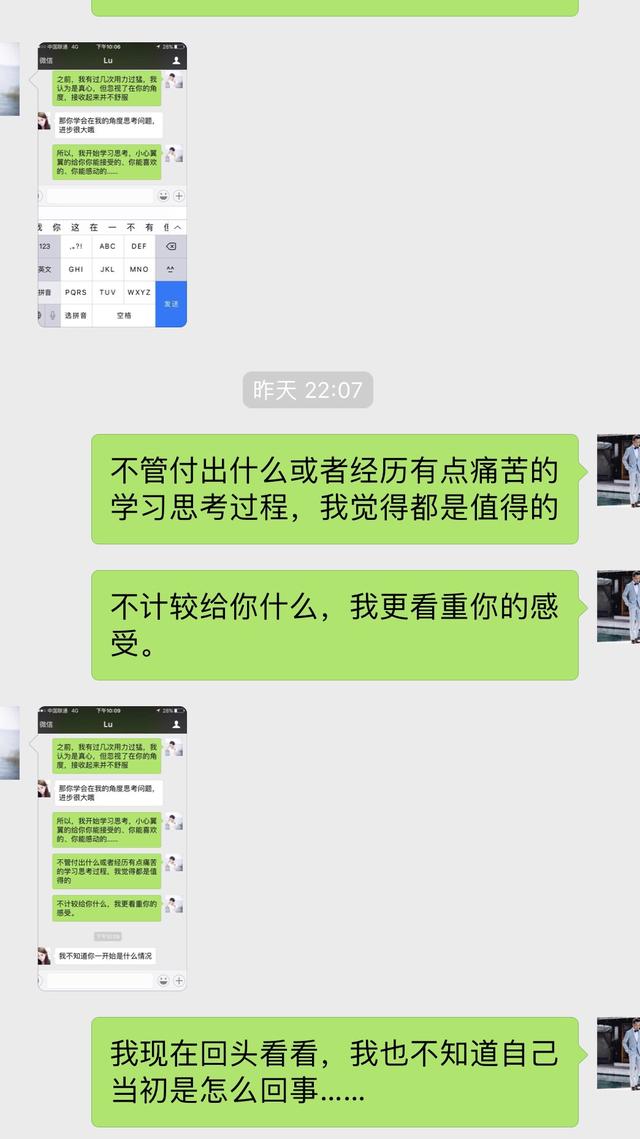 中国联通 4G 下午10:06 28%
微信 Lu
之前，我有过几次用力过猛，我
认为是真心，但忽视了在你的角
度，接收起来并不舒服
那你学会在我的角度思考问题，
进步很大哦
所以，我开始学习思考，小心翼
翼的给你你能接受的、你能喜欢
的、你能感动的……
我 你 这 在 一 不 有
123 ,。?! ABC DEF
英文 GHI JKL MNO ^^
拼音 PQRS TUV WXYZ
发送
选拼音 空格
昨天 22:07
不管付出什么或者经历有点痛苦的
学习思考过程，我觉得都是值得的
不计较给你什么，我更看重你的感
受。
中国联通 4G 下午10:09 28%
微信 Lu
之前，我有过几次用力过猛，我
认为是真心，但忽视了在你的角
度，接收起来并不舒服
那你学会在我的角度思考问题，
进步很大哦
所以，我开始学习思考，小心翼
翼的给你你能接受的、你能喜欢
的、你能感动的……
不管付出什么或者经历有点痛苦
的学习思考过程，我觉得都是值
得的
不计较给你什么，我更看重你的
感受。
我不知道你一开始是什么情况
我现在回头看看，我也不知道自己
当初是怎么回事……